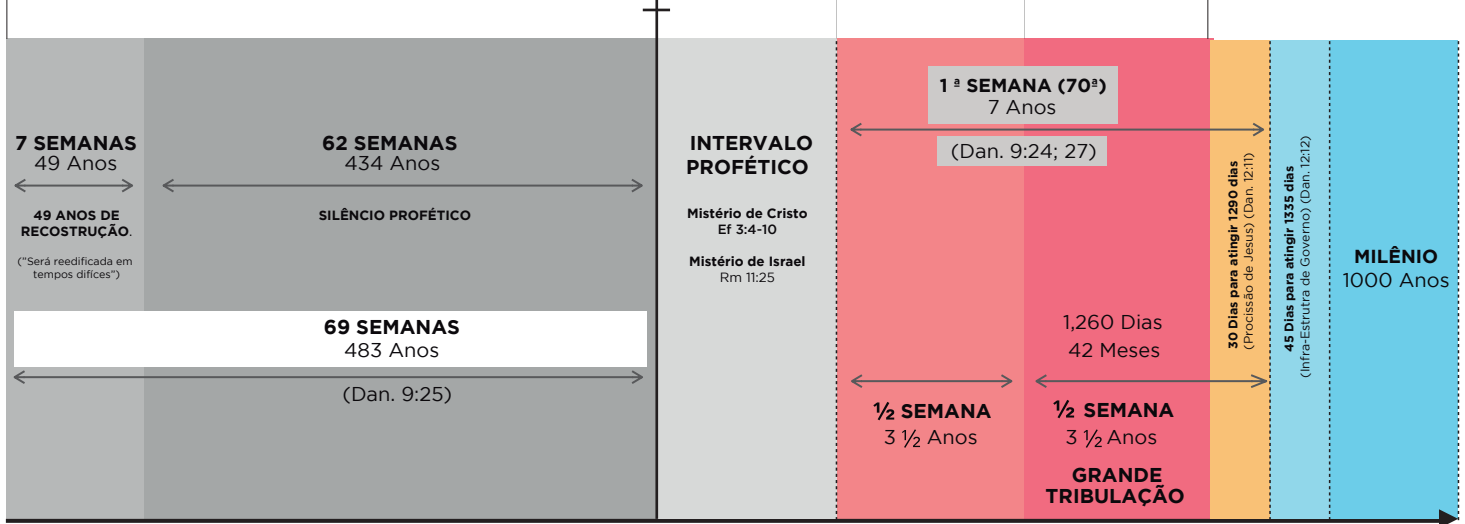 7 SEMANAS
49 Anos
49 ANOS DE
RECOSTRUÇÃO.
("Será reedificada em
tempos difíces")
62 SEMANAS
434 Anos
SILÊNCIO PROFÉTICO
69 SEMANAS
483 Anos
(Dan. 9:25)
INTERVALO
PROFÉTICO
Mistério de Cristo
Ef 3:4-10
Mistério de Israel
Rm 11:25
1 ª SEMANA (70ª)
7 Anos
(Dan. 9:24; 27)
½ SEMANA
3 ½ Anos
1,260 Dias
42 Meses
½ SEMANA
3 ½ Anos
GRANDE
TRIBULAÇÃO
30 Dias para atingir 1290 dias
(Procissão de Jesus) (Dan. 12:11)
45 Dias para atingir 1335 dias
(Infra-Estrutra de Governo) (Dan. 12:12)
MILÊNIO
1000 Anos